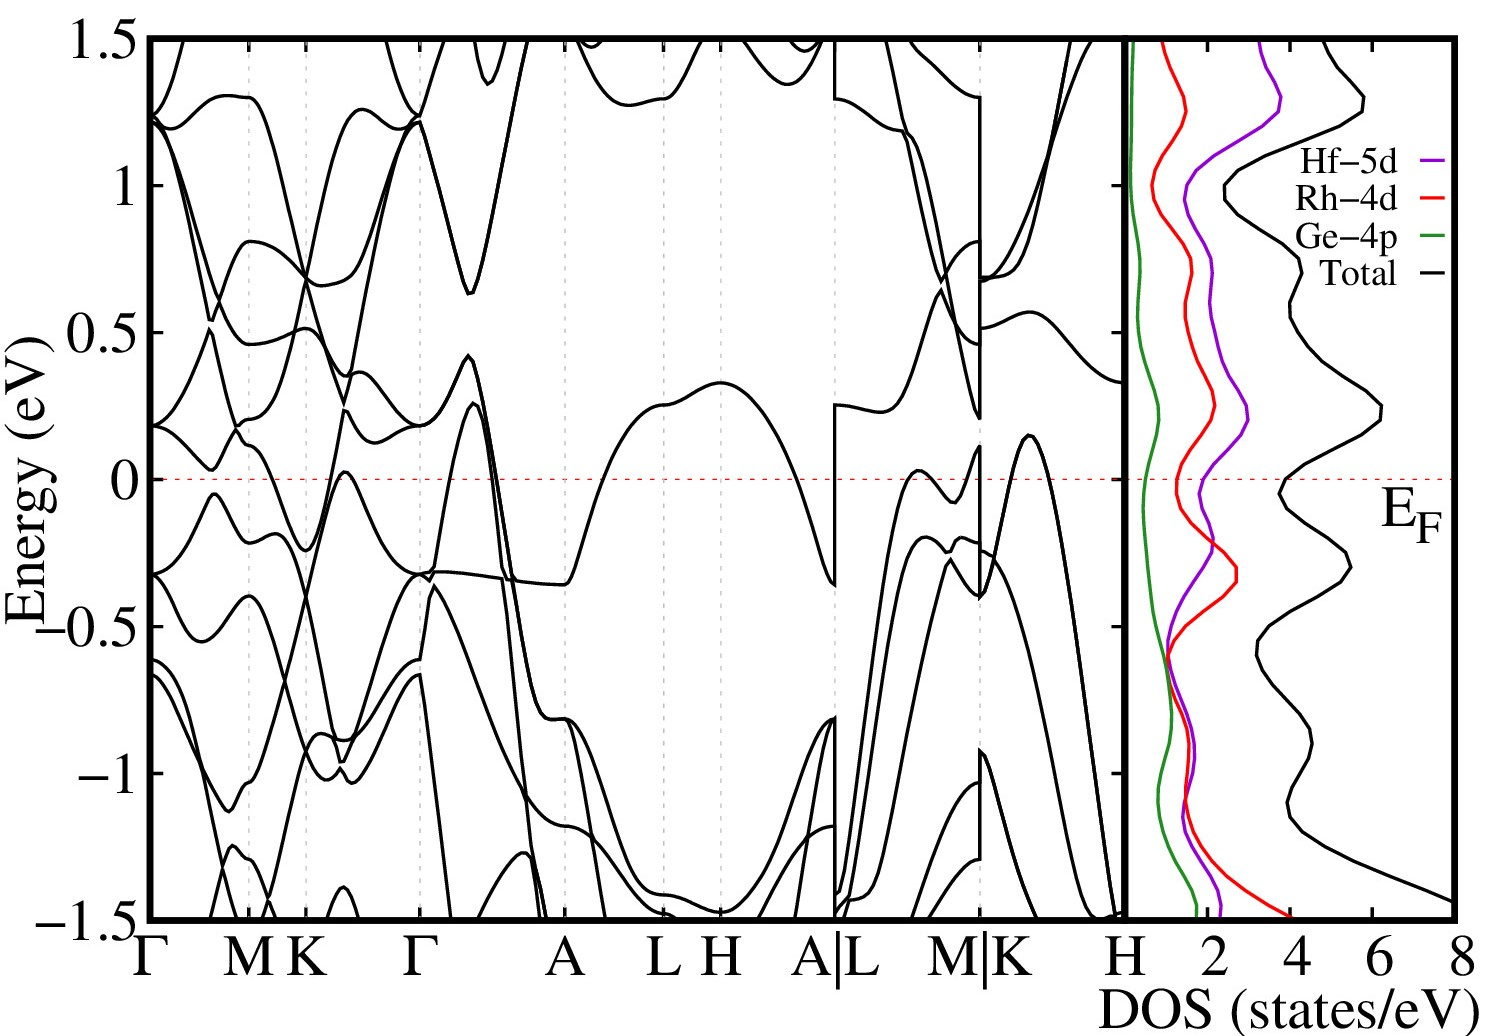 1.5
1
0.5
0
−0.5
−1
−1.5
Energy (eV)
Γ M K Γ A L H A|L M|K H
Hf−5d
Rh−4d
Ge−4p
Total
E_F
2 4 6 8
DOS (states/eV)